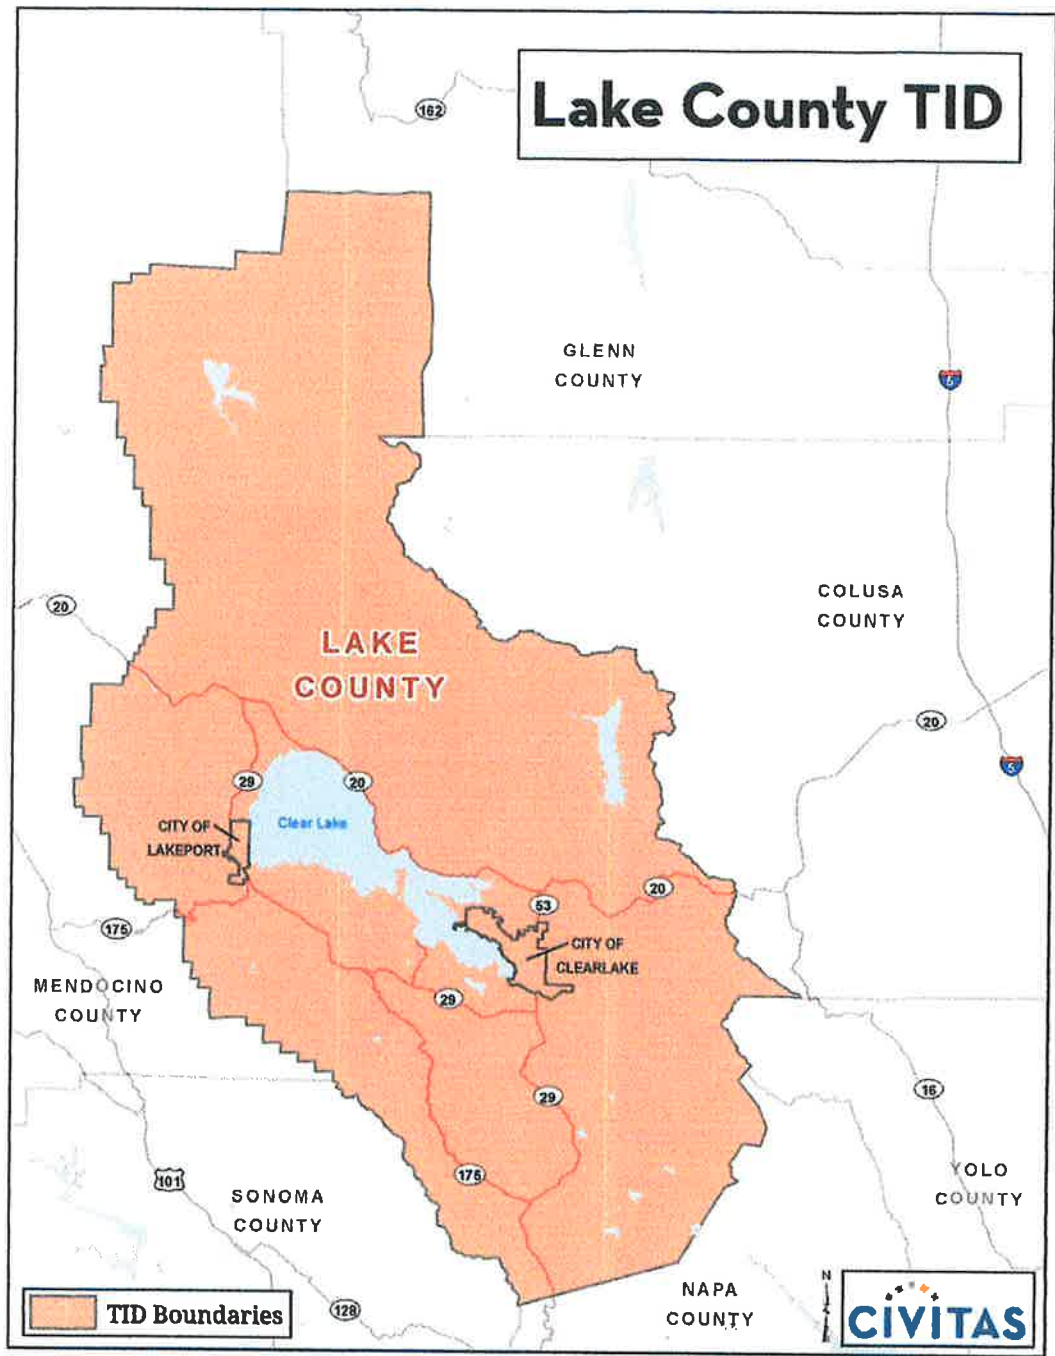 Lake County TID
162
GLENN
COUNTY
5
COLUSA
COUNTY
20
LAKE
COUNTY
20
5
29
20
Clear Lake
CITY OF
LAKEPORT
20
53
175
CITY OF
CLEARLAKE
MENDOCINO
COUNTY
29
29
16
175
101
YOLO
COUNTY
SONOMA
COUNTY
NAPA
COUNTY
128
TID Boundaries
N
CIVITAS